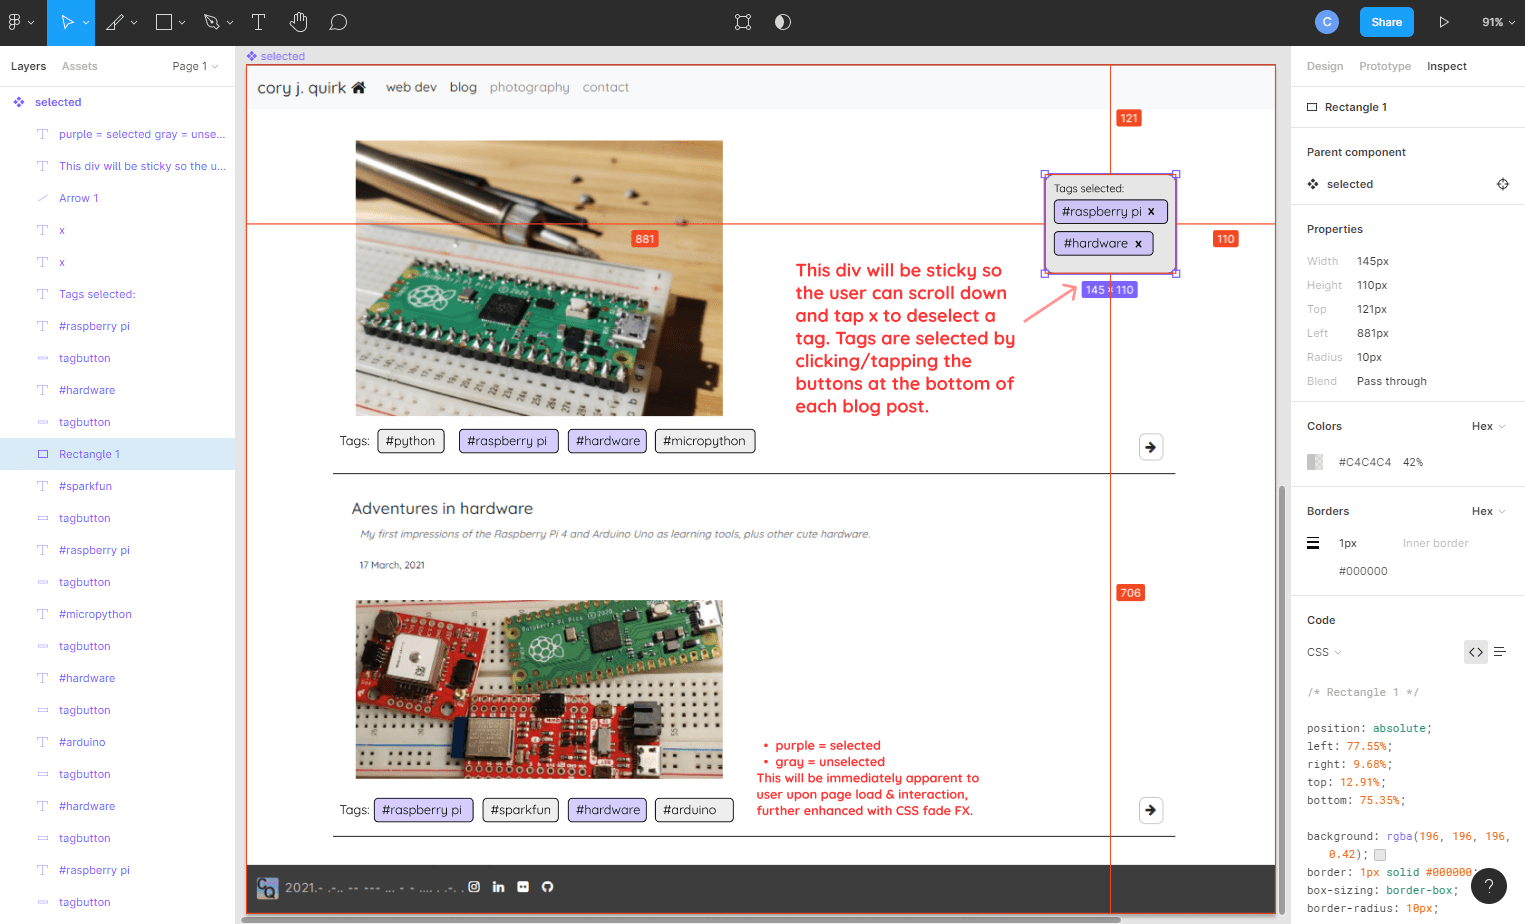 C
Share
91%
Layers
Assets
Page 1
selected
purple = selected gray = unse...
This div will be sticky so the u...
Arrow 1
x
x
Tags selected:
#raspberry pi
tagbutton
#hardware
tagbutton
Rectangle 1
#sparkfun
tagbutton
#raspberry pi
tagbutton
#micropython
tagbutton
#hardware
tagbutton
#arduino
tagbutton
#hardware
tagbutton
#raspberry pi
tagbutton
selected
cory j. quirk
web dev
blog
photography
contact
121
881
110
706
Tags selected:
#raspberry pi x
#hardware x
145 × 110
This div will be sticky so
the user can scroll down
and tap x to deselect a
tag. Tags are selected by
clicking/tapping the
buttons at the bottom of
each blog post.
Tags: #python #raspberry pi #hardware #micropython
Adventures in hardware
My first impressions of the Raspberry Pi 4 and Arduino Uno as learning tools, plus other cute hardware.
17 March, 2021
• purple = selected
• gray = unselected
This will be immediately apparent to
user upon page load & interaction,
further enhanced with CSS fade FX.
Tags: #raspberry pi #sparkfun #hardware #arduino
CQ
2021.- .-.. -- --- ... - - .... . .-. .
Design
Prototype
Inspect
Rectangle 1
Parent component
selected
Properties
Width 145px
Height 110px
Top 121px
Left 881px
Radius 10px
Blend Pass through
Colors
Hex
#C4C4C4 42%
Borders
Hex
1px Inner border
#000000
Code
CSS
/* Rectangle 1 */
position: absolute;
left: 77.55%;
right: 9.68%;
top: 12.91%;
bottom: 75.35%;
background: rgba(196, 196, 196,
0.42);
border: 1px solid #000000;
box-sizing: border-box;
border-radius: 10px;
?